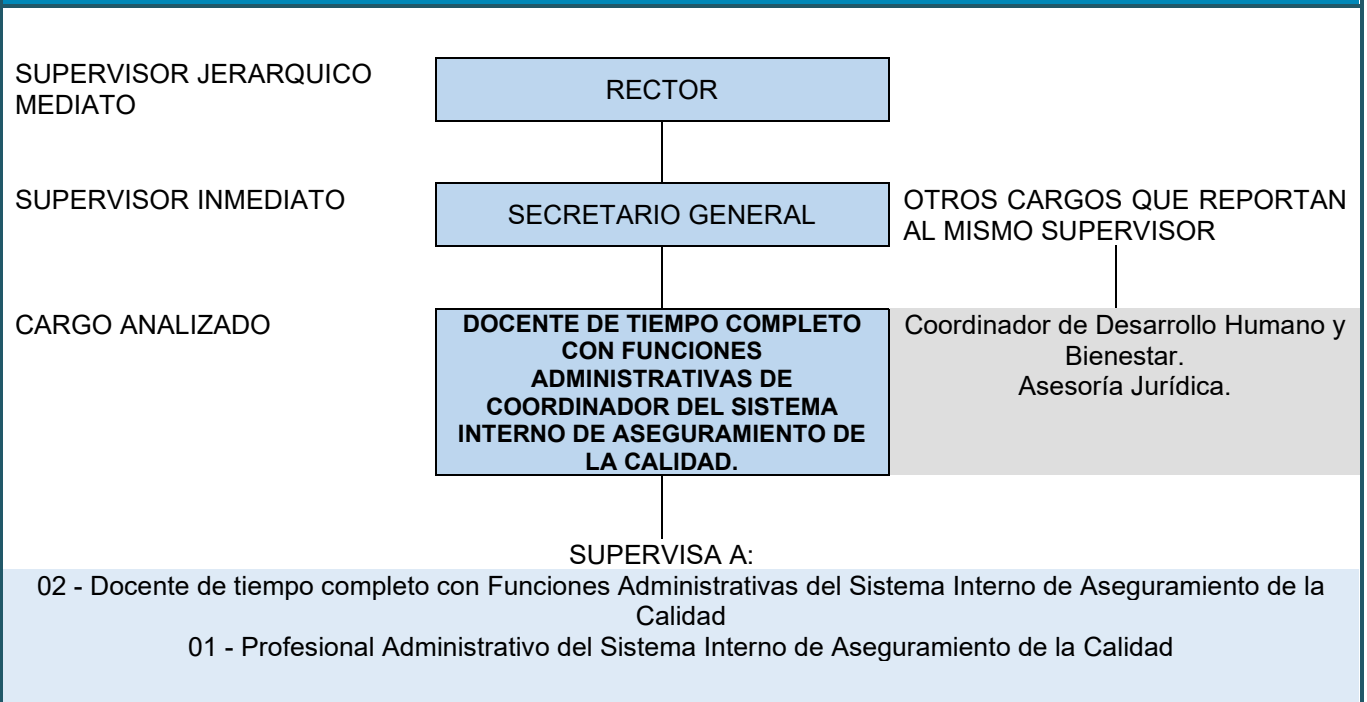 SUPERVISOR JERARQUICO
MEDIATO
RECTOR
SUPERVISOR INMEDIATO
SECRETARIO GENERAL
OTROS CARGOS QUE REPORTAN
AL MISMO SUPERVISOR
CARGO ANALIZADO
DOCENTE DE TIEMPO COMPLETO
CON FUNCIONES
ADMINISTRATIVAS DE
COORDINADOR DEL SISTEMA
INTERNO DE ASEGURAMIENTO DE
LA CALIDAD.
Coordinador de Desarrollo Humano y
Bienestar.
Asesoría Jurídica.
SUPERVISA A:
02 - Docente de tiempo completo con Funciones Administrativas del Sistema Interno de Aseguramiento de la
Calidad
01 - Profesional Administrativo del Sistema Interno de Aseguramiento de la Calidad